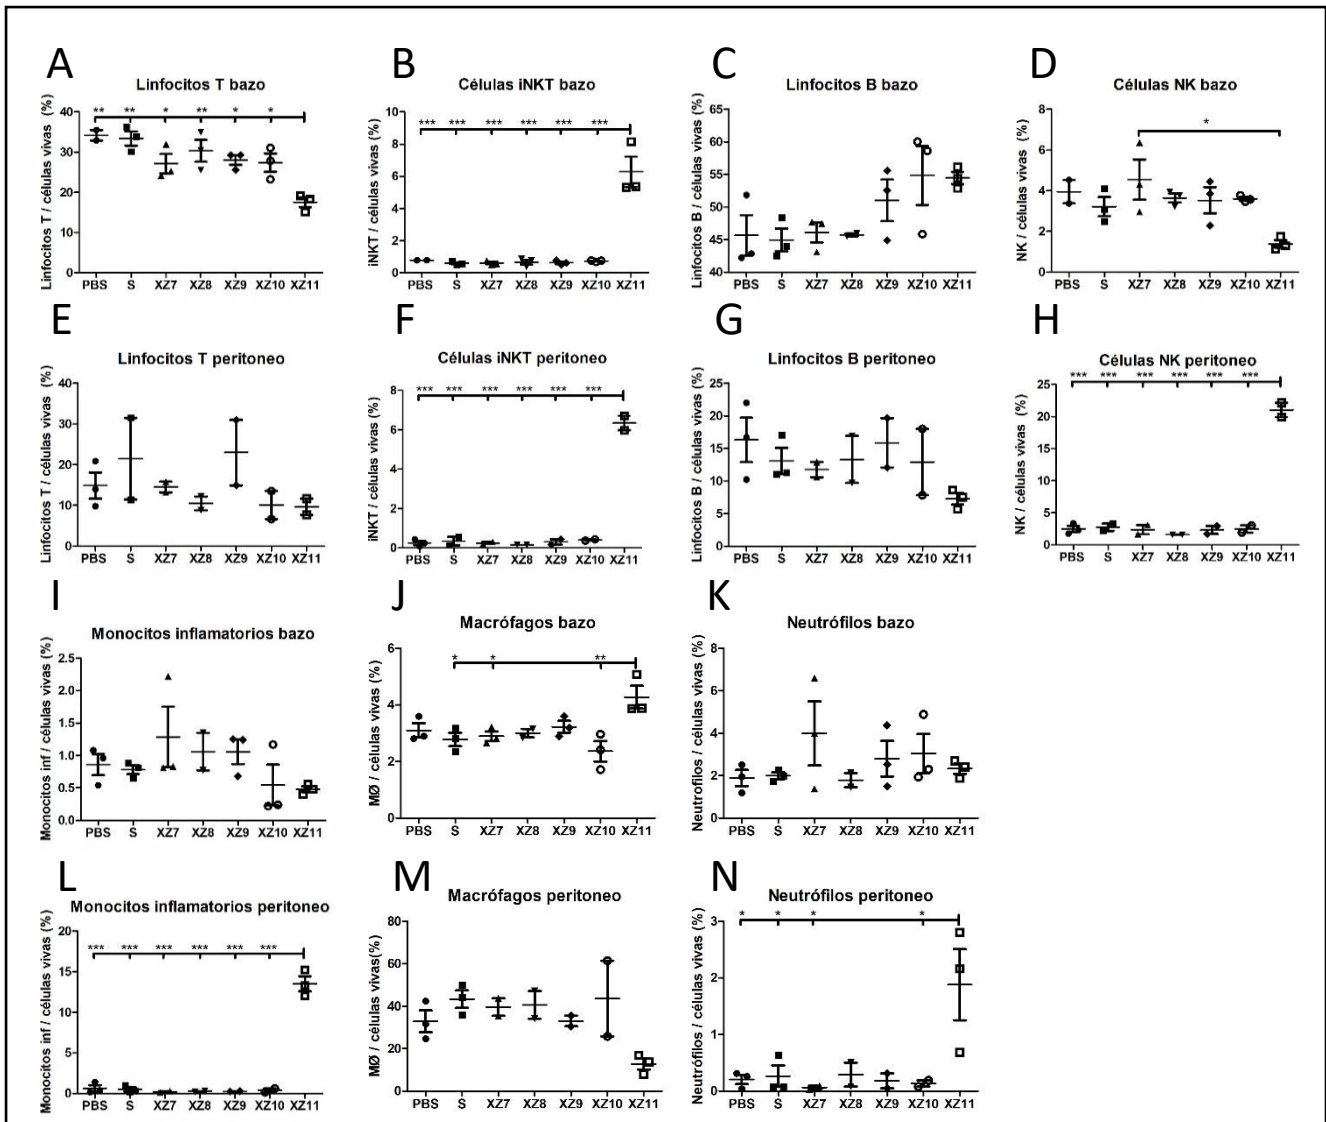 A
Linfocitos T bazo
Linfocitos T / células vivas (%)
40
30
20
10
0
** ** * ** * *
PBS S XZ7 XZ8 XZ9 XZ10 XZ11
B
Células iNKT bazo
iNKT / células vivas (%)
10
8
6
4
2
0
*** *** *** *** *** ***
PBS S XZ7 XZ8 XZ9 XZ10 XZ11
C
Linfocitos B bazo
Linfocitos B / células vivas (%)
65
60
55
50
45
40
PBS S XZ7 XZ8 XZ9 XZ10 XZ11
D
Células NK bazo
NK / células vivas (%)
8
6
4
2
0
*
PBS S XZ7 XZ8 XZ9 XZ10 XZ11
E
Linfocitos T peritoneo
Linfocitos T / células vivas (%)
40
30
20
10
0
PBS S XZ7 XZ8 XZ9 XZ10 XZ11
F
Células iNKT peritoneo
iNKT / células vivas (%)
8
6
4
2
0
*** *** *** *** *** ***
PBS S XZ7 XZ8 XZ9 XZ10 XZ11
G
Linfocitos B peritoneo
Linfocitos B / células vivas (%)
25
20
15
10
5
0
PBS S XZ7 XZ8 XZ9 XZ10 XZ11
H
Células NK peritoneo
NK / células vivas (%)
25
20
15
10
5
0
*** *** *** *** *** ***
PBS S XZ7 XZ8 XZ9 XZ10 XZ11
I
Monocitos inflamatorios bazo
Monocitos inf / células vivas (%)
2.5
2.0
1.5
1.0
0.5
0.0
PBS S XZ7 XZ8 XZ9 XZ10 XZ11
J
Macrófagos bazo
MØ / células vivas (%)
6
4
2
0
* * **
PBS S XZ7 XZ8 XZ9 XZ10 XZ11
K
Neutrófilos bazo
Neutrofilos / células vivas (%)
8
6
4
2
0
PBS S XZ7 XZ8 XZ9 XZ10 XZ11
L
Monocitos inflamatorios peritoneo
Monocitos inf / células vivas (%)
20
15
10
5
0
*** *** *** *** *** ***
PBS S XZ7 XZ8 XZ9 XZ10 XZ11
M
Macrófagos peritoneo
MØ / células vivas(%)
80
60
40
20
0
PBS S XZ7 XZ8 XZ9 XZ10 XZ11
N
Neutrófilos peritoneo
Neutrófilos / células vivas (%)
3
2
1
0
* * * *
PBS S XZ7 XZ8 XZ9 XZ10 XZ11